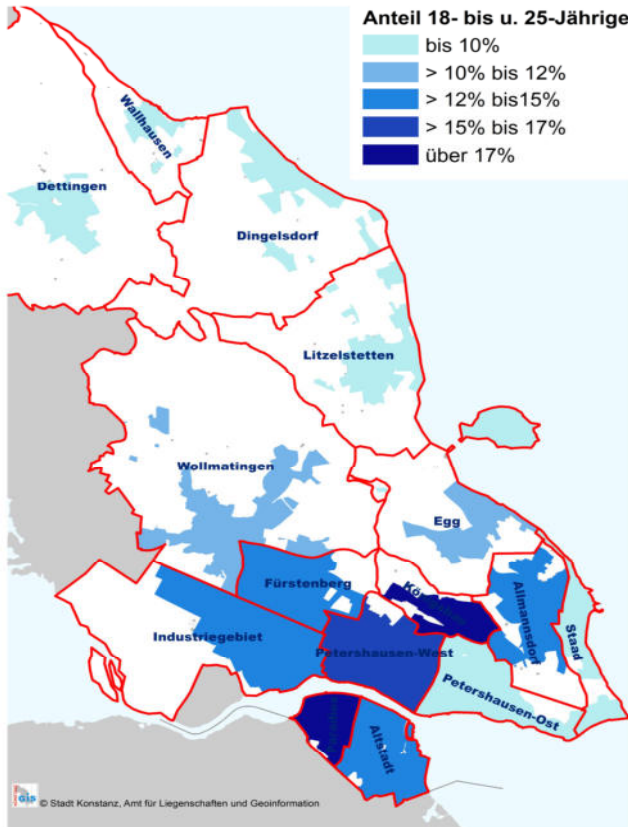 Anteil 18- bis u. 25-Jährige
bis 10%
> 10% bis 12%
> 12% bis15%
> 15% bis 17%
über 17%
Wallhausen
Dettingen
Dingelsdorf
Litzelstetten
Wollmatingen
Egg
Fürstenberg
Allmannsdorf
Staad
Industriegebiet
Petershausen-West
Petershausen-Ost
Altstadt
GIS
© Stadt Konstanz, Amt für Liegenschaften und Geoinformation